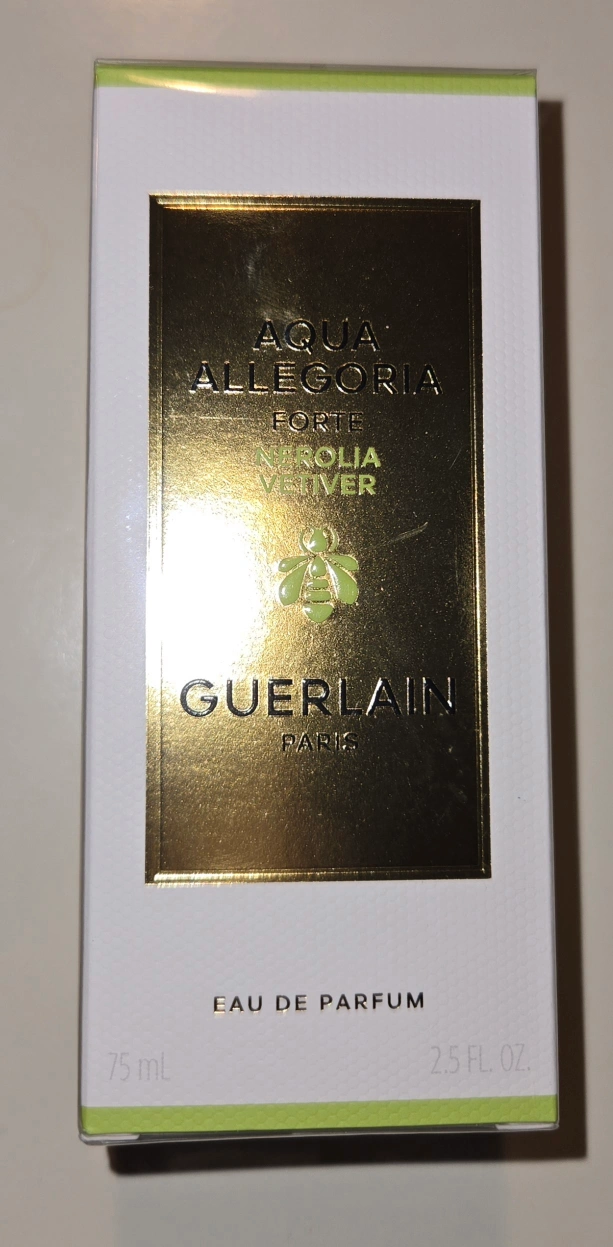 AQUA
ALLEGORIA
FORTE
NEROLIA
VETIVER
GUERLAIN
PARIS
EAU DE PARFUM
75 mL 2.5 FL. OZ.